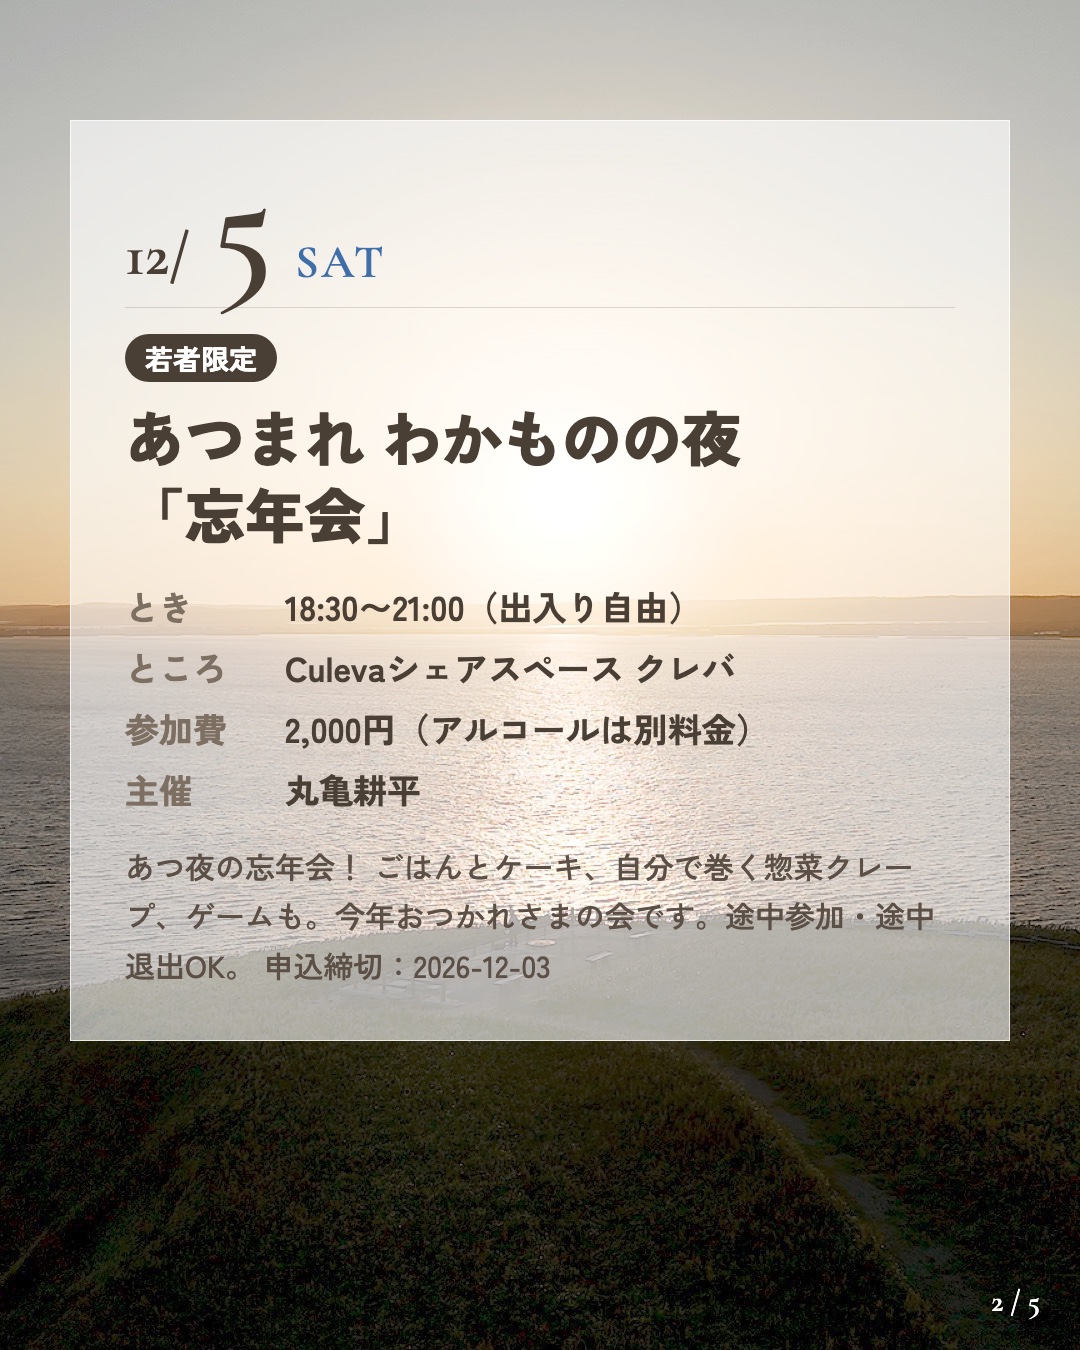 12/ 5 SAT
若者限定
あつまれ わかものの夜
「忘年会」
とき 18:30〜21:00（出入り自由）
ところ Culevaシェアスペース クレバ
参加費 2,000円（アルコールは別料金）
主催 丸亀耕平
あつ夜の忘年会！ ごはんとケーキ、自分で巻く惣菜クレー
プ、ゲームも。今年おつかれさまの会です。途中参加・途中
退出OK。 申込締切：2026-12-03
2 / 5